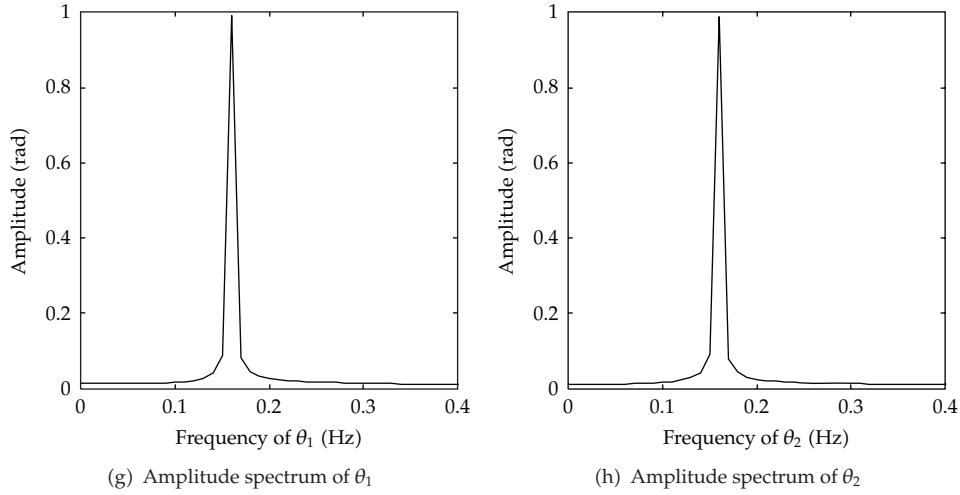 1
0.8
0.6
0.4
0.2
0
Amplitude (rad)
0 0.1 0.2 0.3 0.4
Frequency of θ₁ (Hz)
(g) Amplitude spectrum of θ₁
1
0.8
0.6
0.4
0.2
0
Amplitude (rad)
0 0.1 0.2 0.3 0.4
Frequency of θ₂ (Hz)
(h) Amplitude spectrum of θ₂